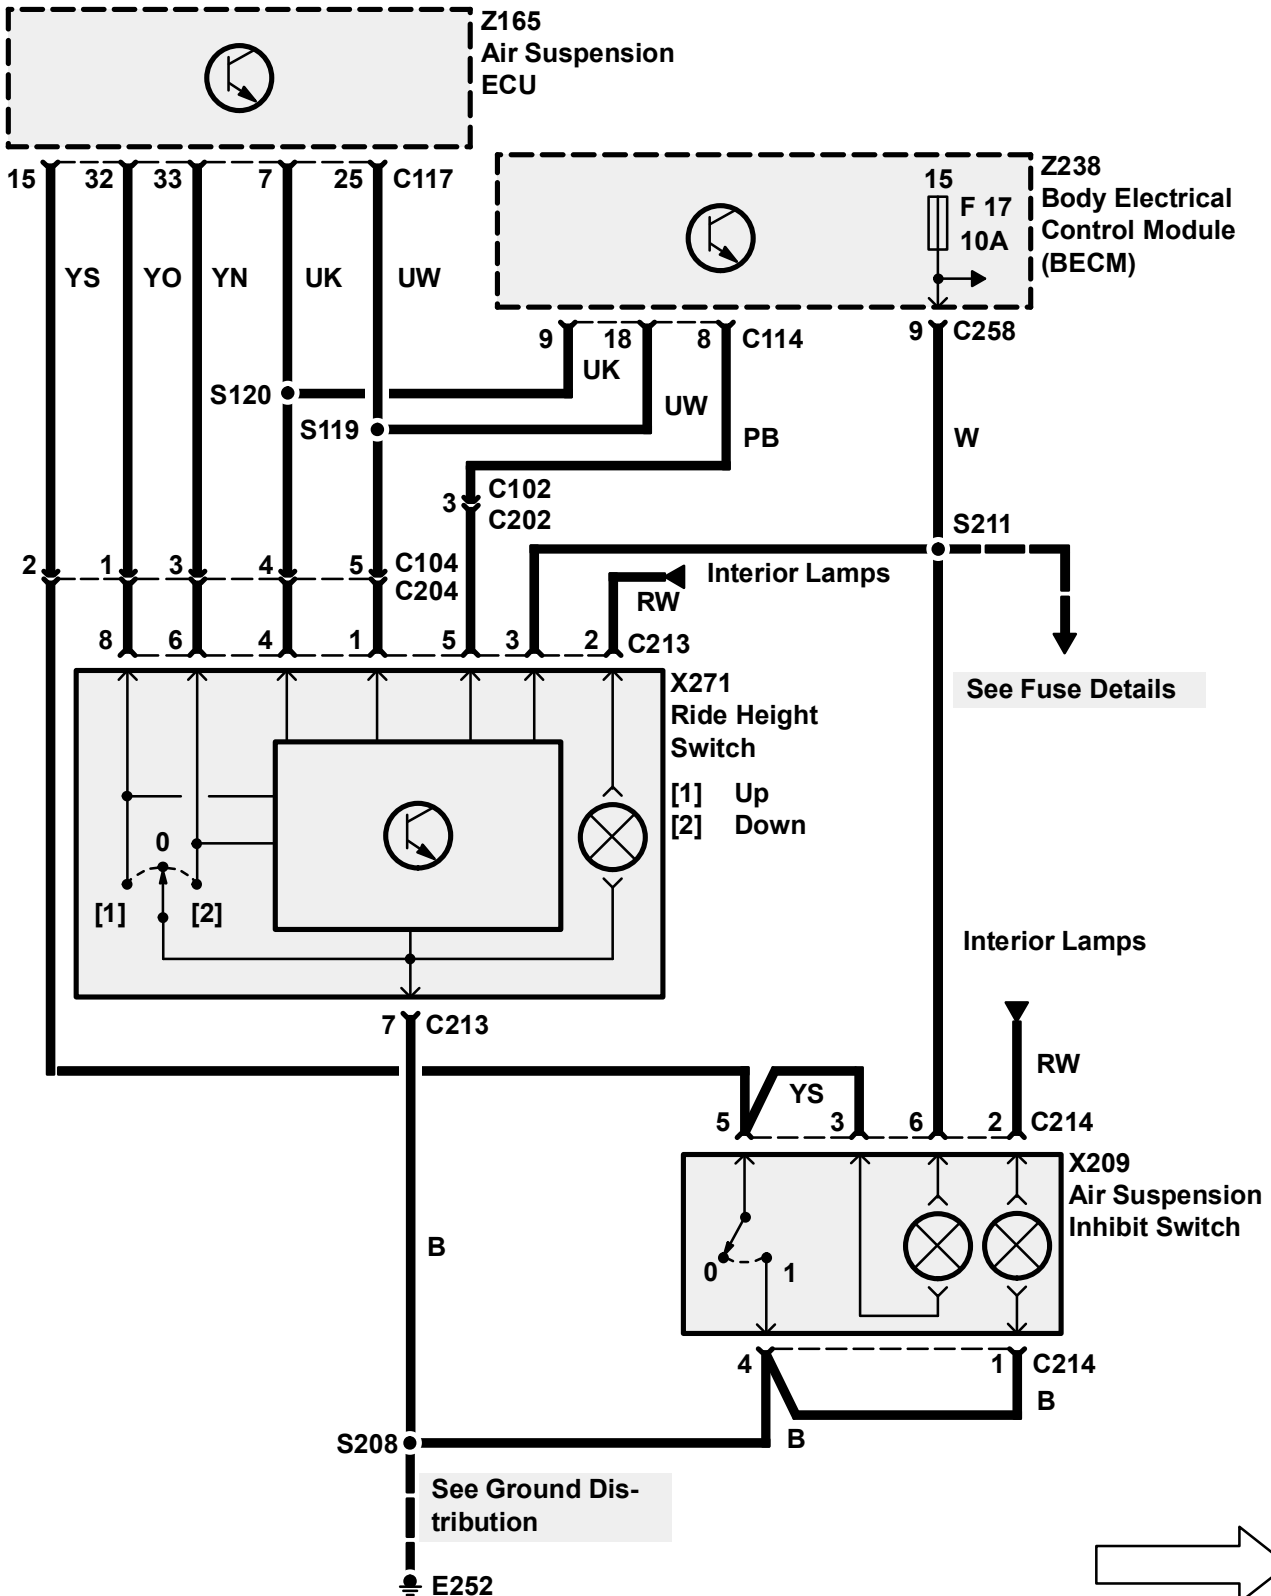 Z165
Air Suspension
ECU
15 32 33 7 25 C117
YS YO YN UK UW
Z238
Body Electrical
Control Module
(BECM)
15
F 17
10A
9 18 8 C114
9 C258
UK
UW
PB
W
S120
S119
3 C102
C202
S211
2 1 3 4 5 C104
C204
Interior Lamps
RW
8 6 4 1 5 3 2 C213
X271
Ride Height
Switch
[1] Up
[2] Down
See Fuse Details
0
[1] [2]
7 C213
Interior Lamps
RW
YS
5 3 6 2 C214
X209
Air Suspension
Inhibit Switch
0 1
B
4 1 C214
B
B
S208
See Ground Dis-
tribution
E252